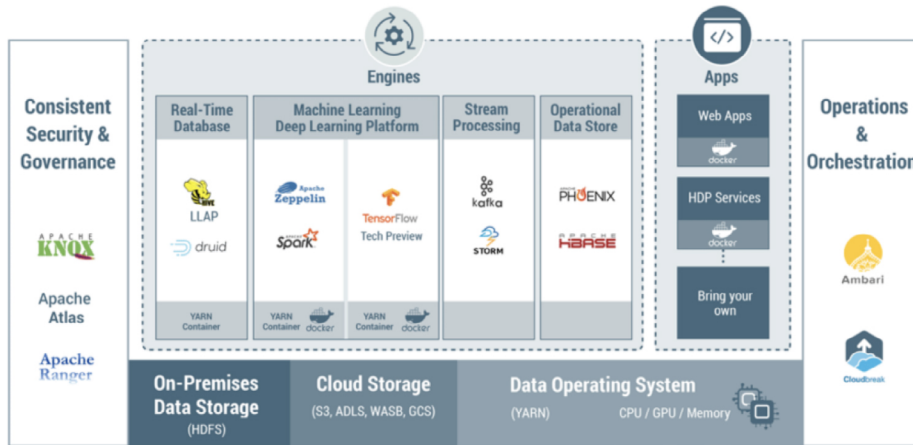 Consistent
Security &
Governance
APACHE
KNOX
Apache
Atlas
Apache
Ranger
Engines
Real-Time
Database
HIVE
LLAP
druid
YARN
Container
Machine Learning
Deep Learning Platform
Apache
Zeppelin
APACHE
Spark
TensorFlow
Tech Preview
YARN
Container
docker
YARN
Container
docker
Stream
Processing
kafka
STORM
Operational
Data Store
APACHE
PHOENIX
APACHE
HBASE
Apps
Web Apps
docker
HDP Services
docker
Bring your
own
Operations
&
Orchestration
Ambari
Cloudbreak
On-Premises
Data Storage
(HDFS)
Cloud Storage
(S3, ADLS, WASB, GCS)
Data Operating System
(YARN)
CPU / GPU / Memory